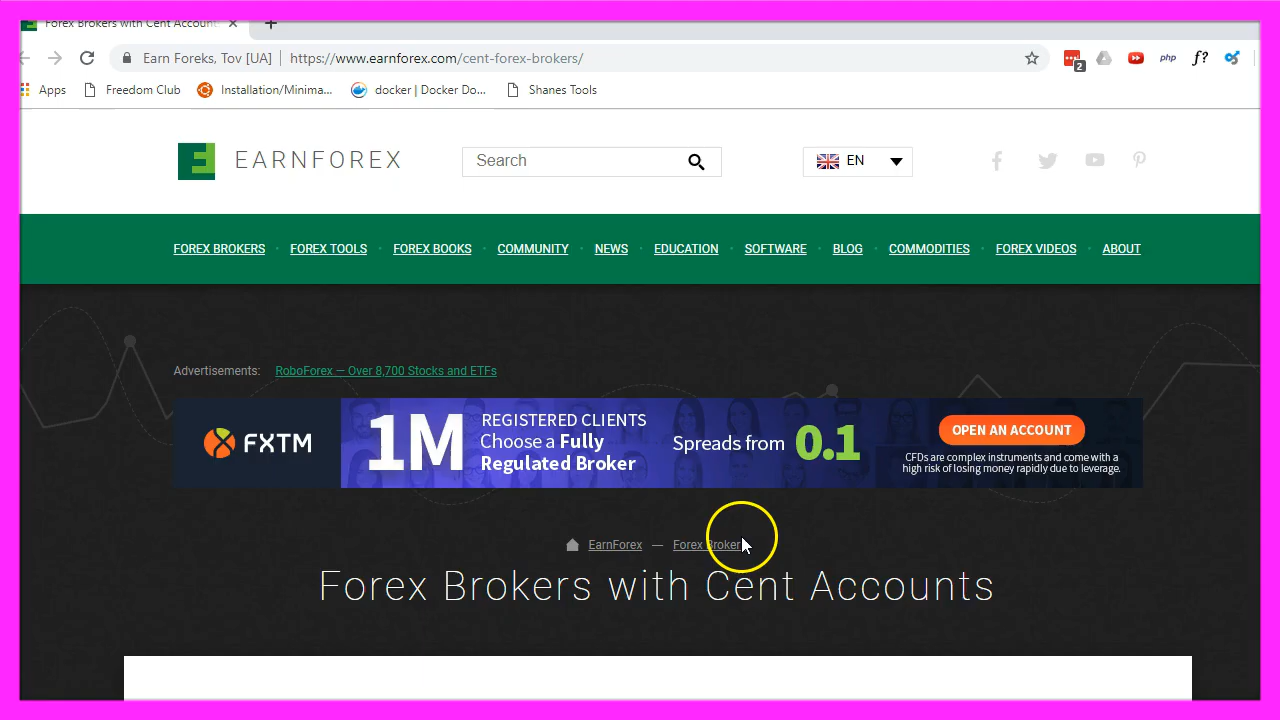 Forex Brokers with Cent Account
Earn Foreks, Tov [UA] https://www.earnforex.com/cent-forex-brokers/ 2 php f?
Apps Freedom Club Installation/Minima... docker | Docker Do... Shanes Tools
EARNFOREX Search EN
FOREX BROKERS FOREX TOOLS FOREX BOOKS COMMUNITY NEWS EDUCATION SOFTWARE BLOG COMMODITIES FOREX VIDEOS ABOUT
Advertisements: RoboForex — Over 8,700 Stocks and ETFs
FXTM
1M
REGISTERED CLIENTS
Choose a Fully
Regulated Broker
Spreads from 0.1
OPEN AN ACCOUNT
CFDs are complex instruments and come with a
high risk of losing money rapidly due to leverage.
EarnForex — Forex Broker
Forex Brokers with Cent Accounts